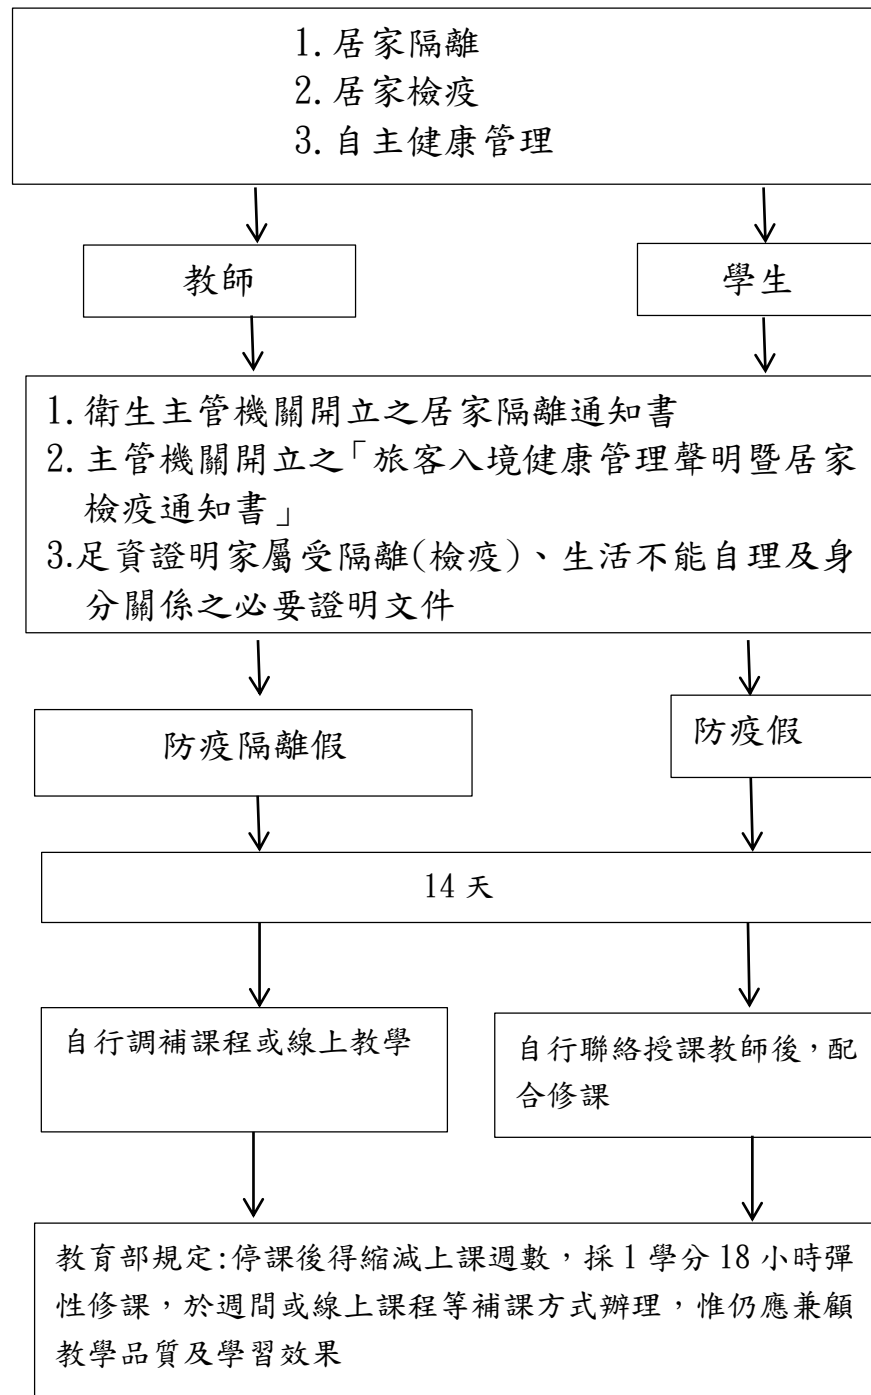 1.居家隔離
2.居家檢疫
3.自主健康管理
教師
學生
1.衛生主管機關開立之居家隔離通知書
2.主管機關開立之「旅客入境健康管理聲明暨居家
檢疫通知書」
3.足資證明家屬受隔離(檢疫)、生活不能自理及身
分關係之必要證明文件
防疫隔離假
防疫假
14天
自行調補課程或線上教學
自行聯絡授課教師後，配
合修課
教育部規定:停課後得縮減上課週數，採1學分18小時彈
性修課，於週間或線上課程等補課方式辦理，惟仍應兼顧
教學品質及學習效果